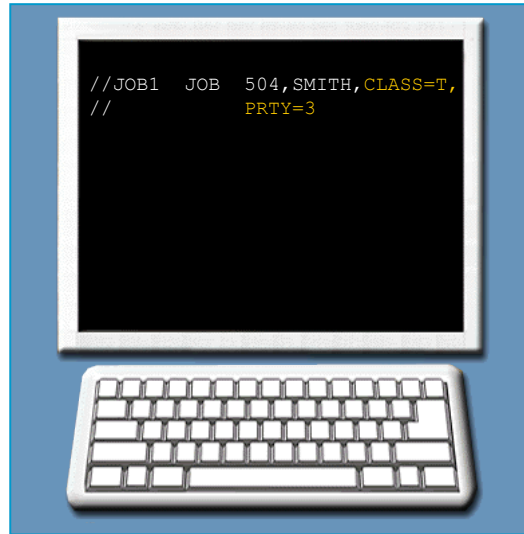 //JOB1  JOB  504,SMITH,CLASS=T,
//           PRTY=3